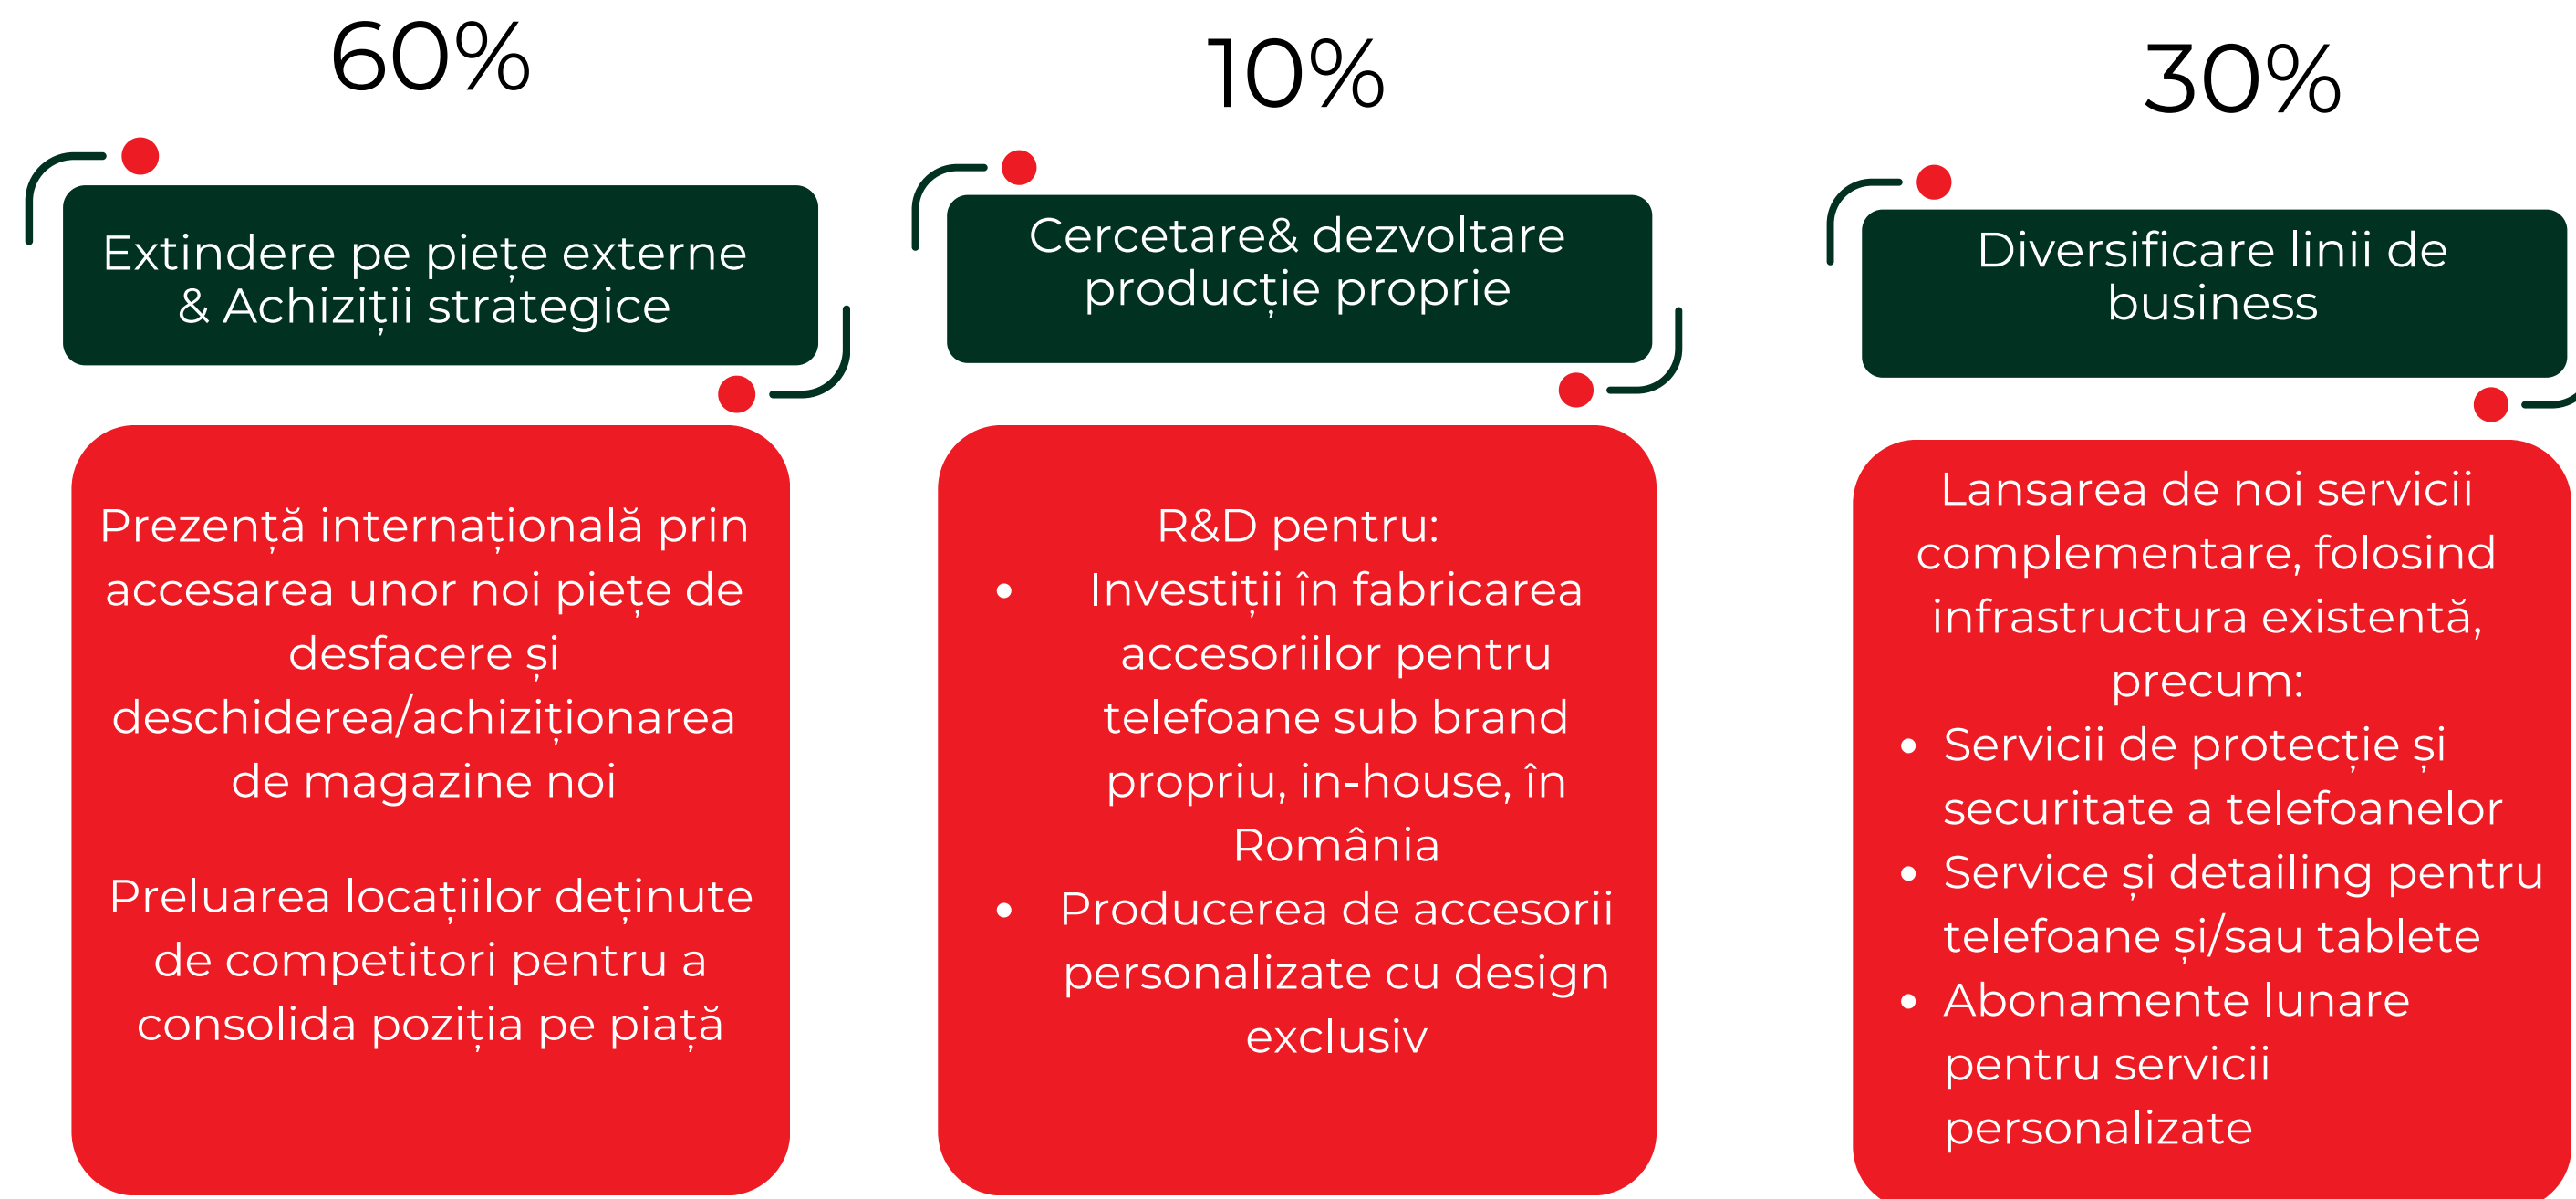 60%
Extindere pe piețe externe
& Achiziții strategice
Prezență internațională prin
accesarea unor noi piețe de
desfacere și
deschiderea/achiziționarea
de magazine noi
Preluarea locațiilor deținute
de competitori pentru a
consolida poziția pe piață
10%
Cercetare& dezvoltare
producție proprie
R&D pentru:
• Investiții în fabricarea
accesoriilor pentru
telefoane sub brand
propriu, in-house, în
România
• Producerea de accesorii
personalizate cu design
exclusiv
30%
Diversificare linii de
business
Lansarea de noi servicii
complementare, folosind
infrastructura existentă,
precum:
• Servicii de protecție și
securitate a telefoanelor
• Service și detailing pentru
telefoane și/sau tablete
• Abonamente lunare
pentru servicii
personalizate